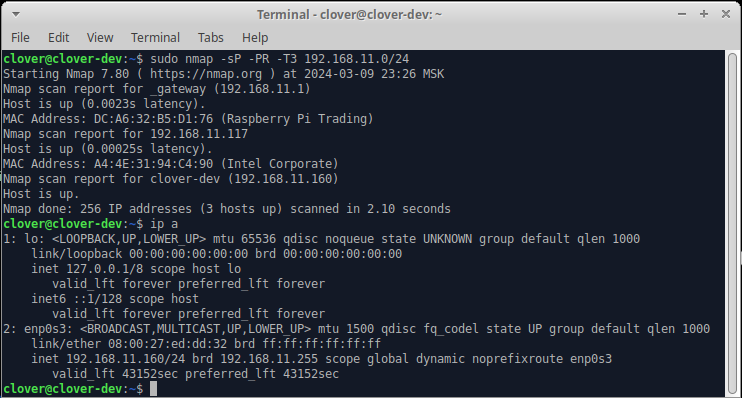 Terminal - clover@clover-dev: ~
File Edit View Terminal Tabs Help
clover@clover-dev:~$ sudo nmap -sP -PR -T3 192.168.11.0/24
Starting Nmap 7.80 ( https://nmap.org ) at 2024-03-09 23:26 MSK
Nmap scan report for _gateway (192.168.11.1)
Host is up (0.0023s latency).
MAC Address: DC:A6:32:B5:D1:76 (Raspberry Pi Trading)
Nmap scan report for 192.168.11.117
Host is up (0.00025s latency).
MAC Address: A4:4E:31:94:C4:90 (Intel Corporate)
Nmap scan report for clover-dev (192.168.11.160)
Host is up.
Nmap done: 256 IP addresses (3 hosts up) scanned in 2.10 seconds
clover@clover-dev:~$ ip a
1: lo: <LOOPBACK,UP,LOWER_UP> mtu 65536 qdisc noqueue state UNKNOWN group default qlen 1000
    link/loopback 00:00:00:00:00:00 brd 00:00:00:00:00:00
    inet 127.0.0.1/8 scope host lo
       valid_lft forever preferred_lft forever
    inet6 ::1/128 scope host
       valid_lft forever preferred_lft forever
2: enp0s3: <BROADCAST,MULTICAST,UP,LOWER_UP> mtu 1500 qdisc fq_codel state UP group default qlen 1000
    link/ether 08:00:27:ed:dd:32 brd ff:ff:ff:ff:ff:ff
    inet 192.168.11.160/24 brd 192.168.11.255 scope global dynamic noprefixroute enp0s3
       valid_lft 43152sec preferred_lft 43152sec
clover@clover-dev:~$